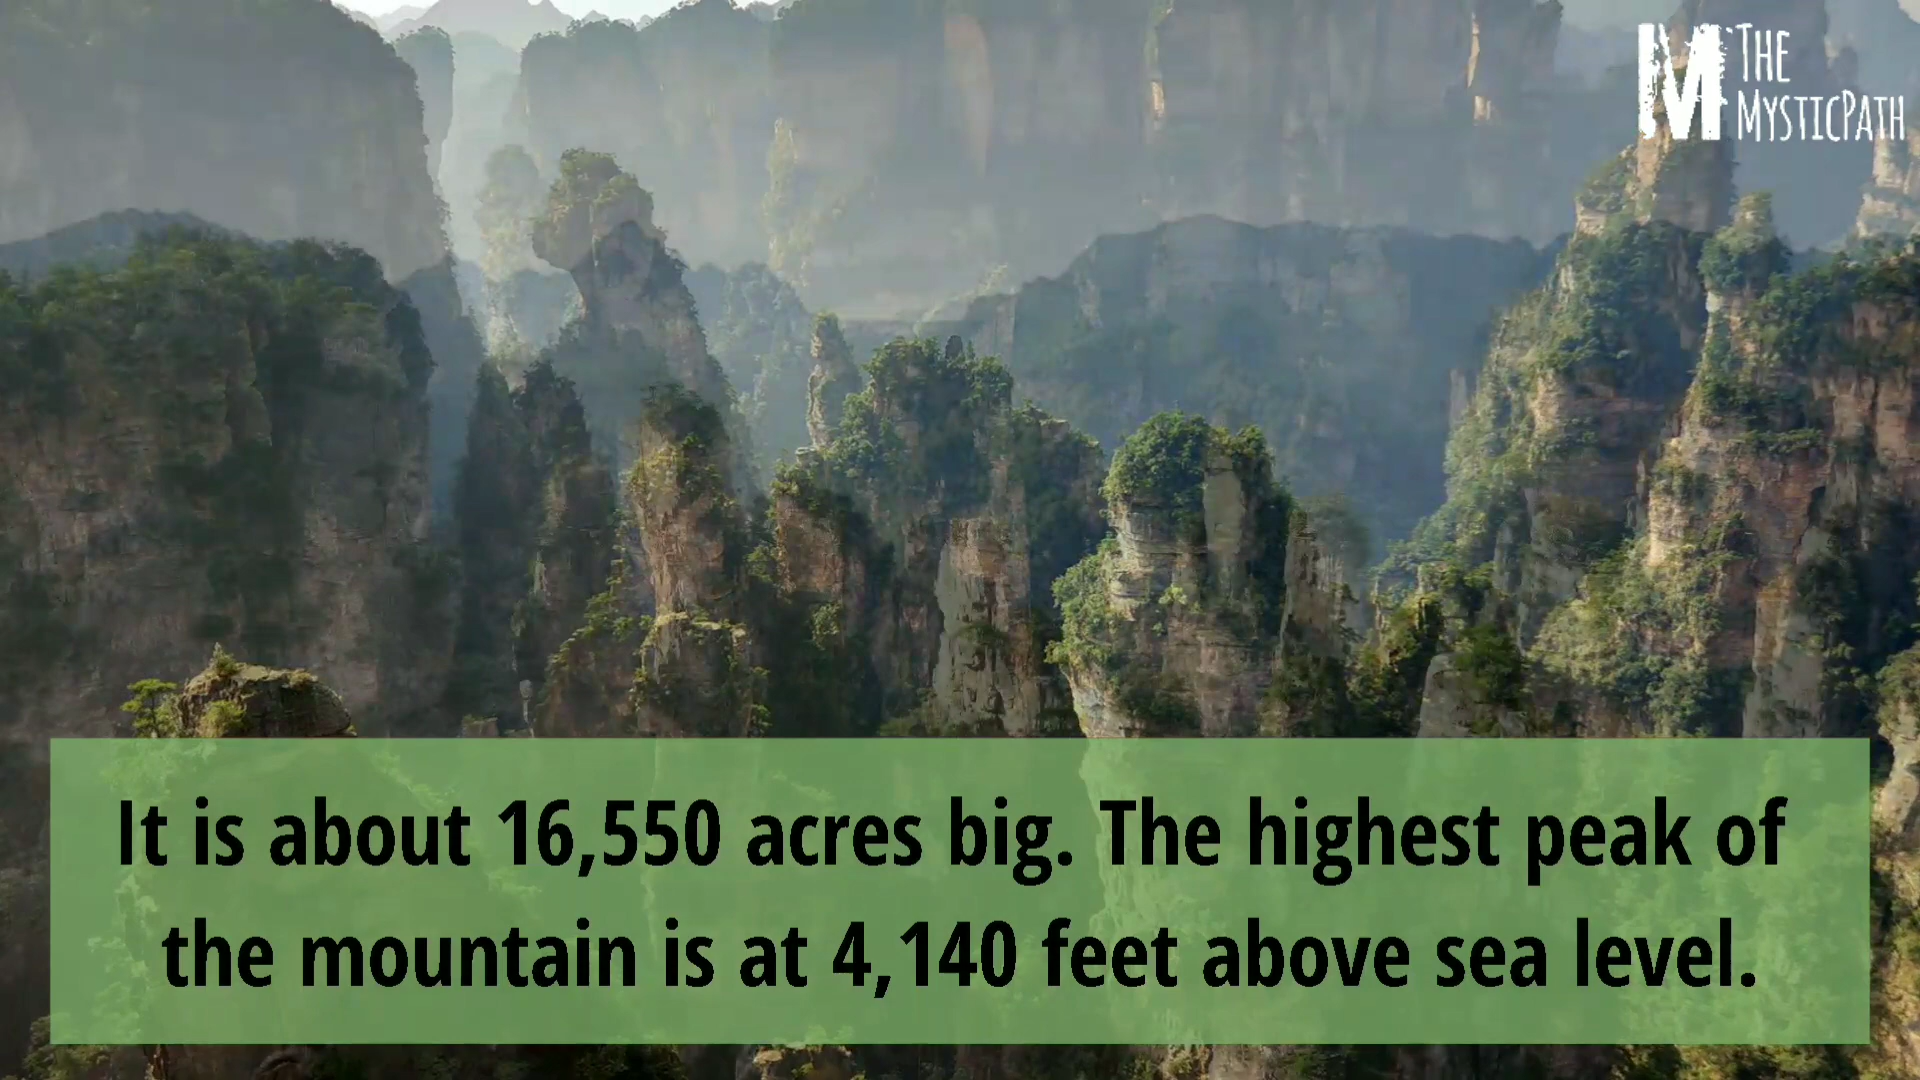 M THE
MYSTICPATH
It is about 16,550 acres big. The highest peak of
the mountain is at 4,140 feet above sea level.